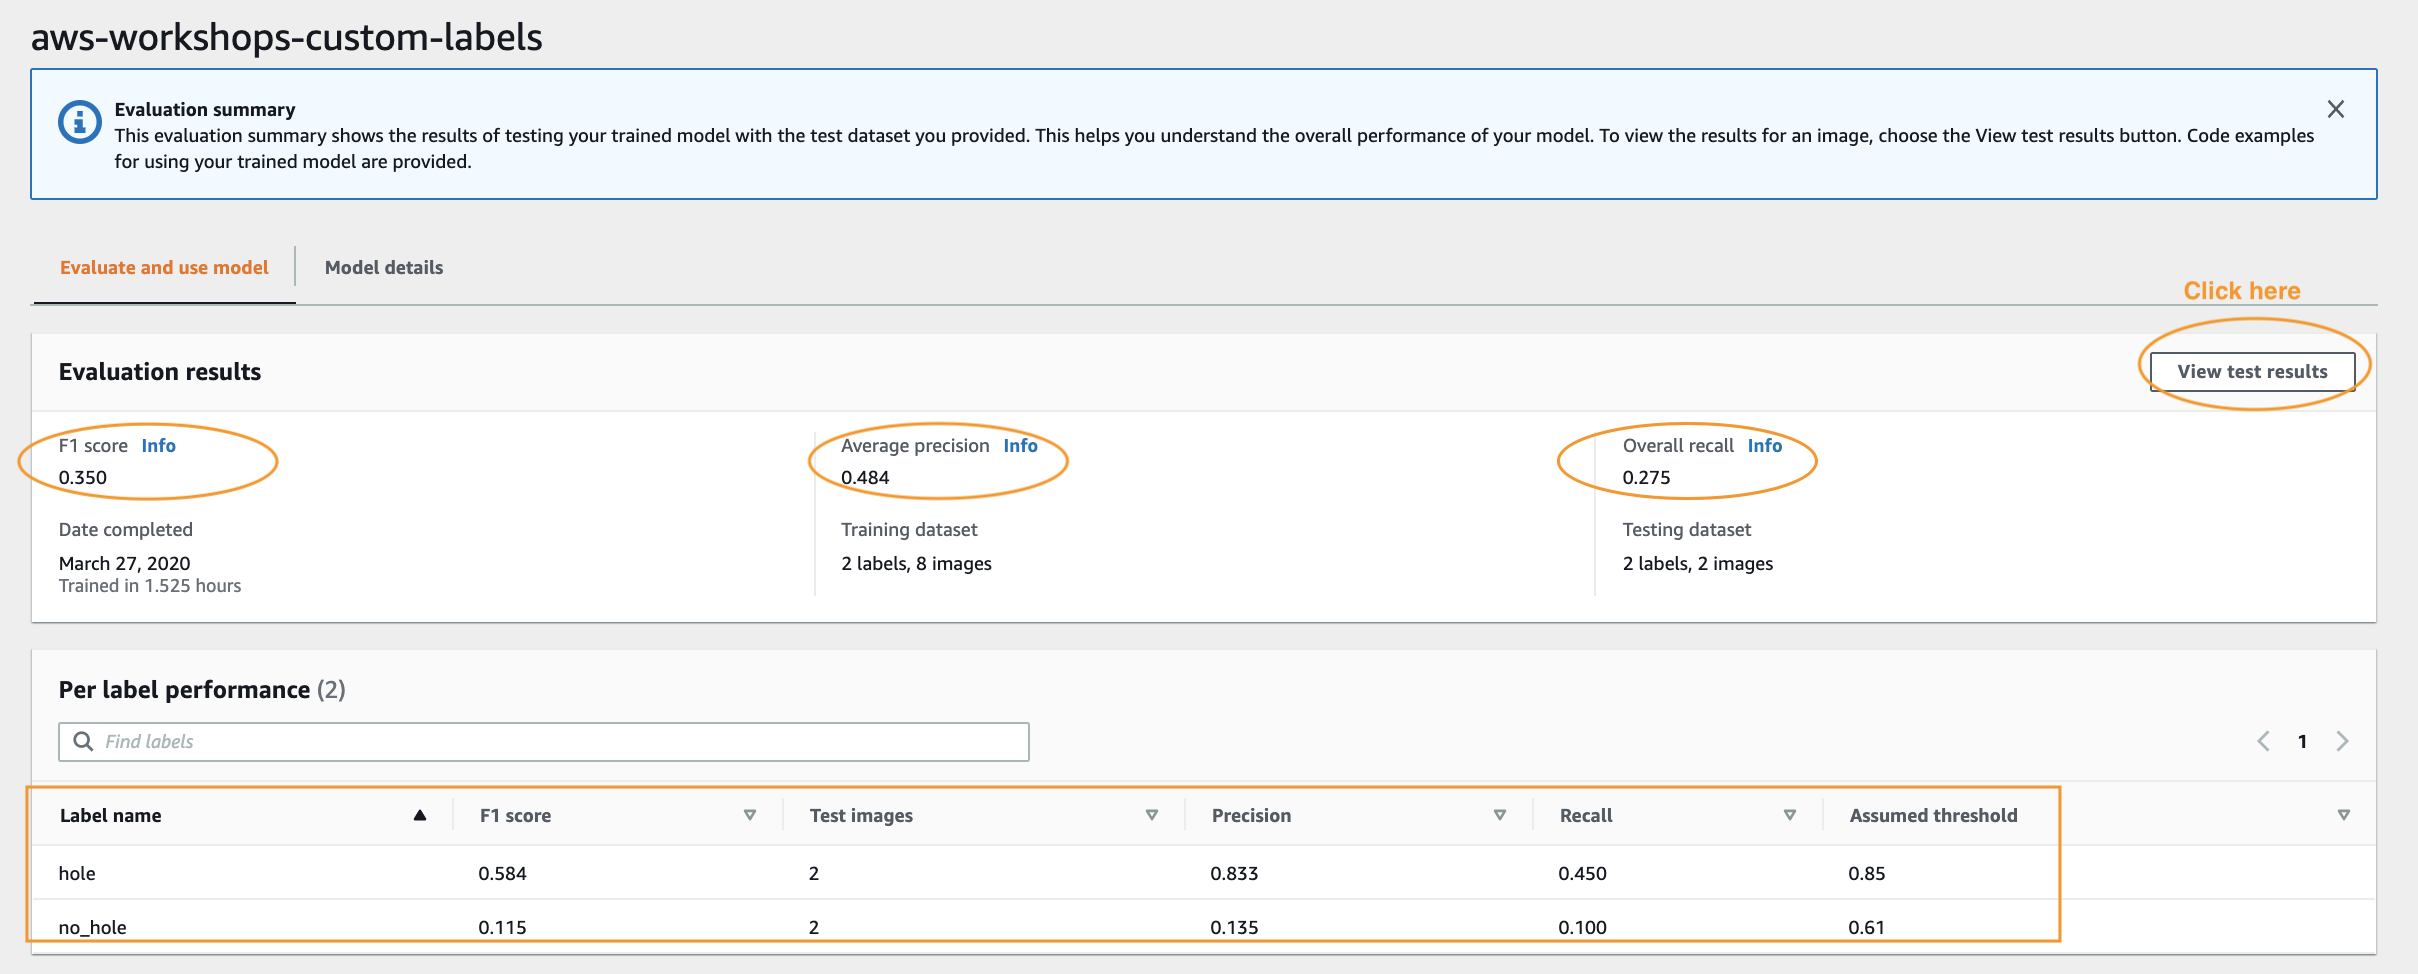 aws-workshops-custom-labels
Evaluation summary
This evaluation summary shows the results of testing your trained model with the test dataset you provided. This helps you understand the overall performance of your model. To view the results for an image, choose the View test results button. Code examples
for using your trained model are provided.
Evaluate and use model Model details
Click here
Evaluation results View test results
F1 score Info Average precision Info Overall recall Info
0.350 0.484 0.275
Date completed Training dataset Testing dataset
March 27, 2020 2 labels, 8 images 2 labels, 2 images
Trained in 1.525 hours
Per label performance (2)
Find labels 1
Label name F1 score Test images Precision Recall Assumed threshold
hole 0.584 2 0.833 0.450 0.85
no_hole 0.115 2 0.135 0.100 0.61